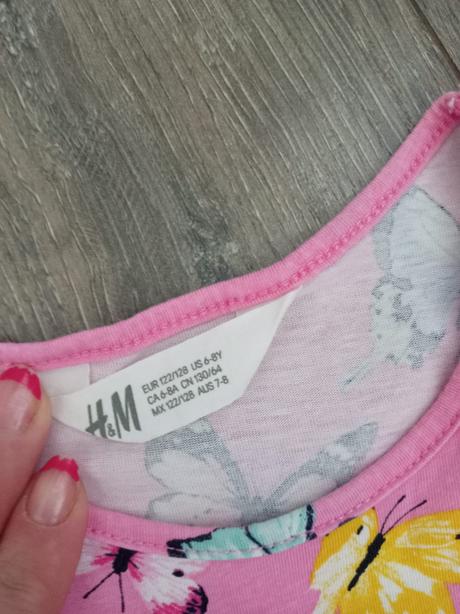 H&M
EUR 122/128 US 6-8Y
CA 6-8A CN 130/64
MX 122/128 AUS 7-8